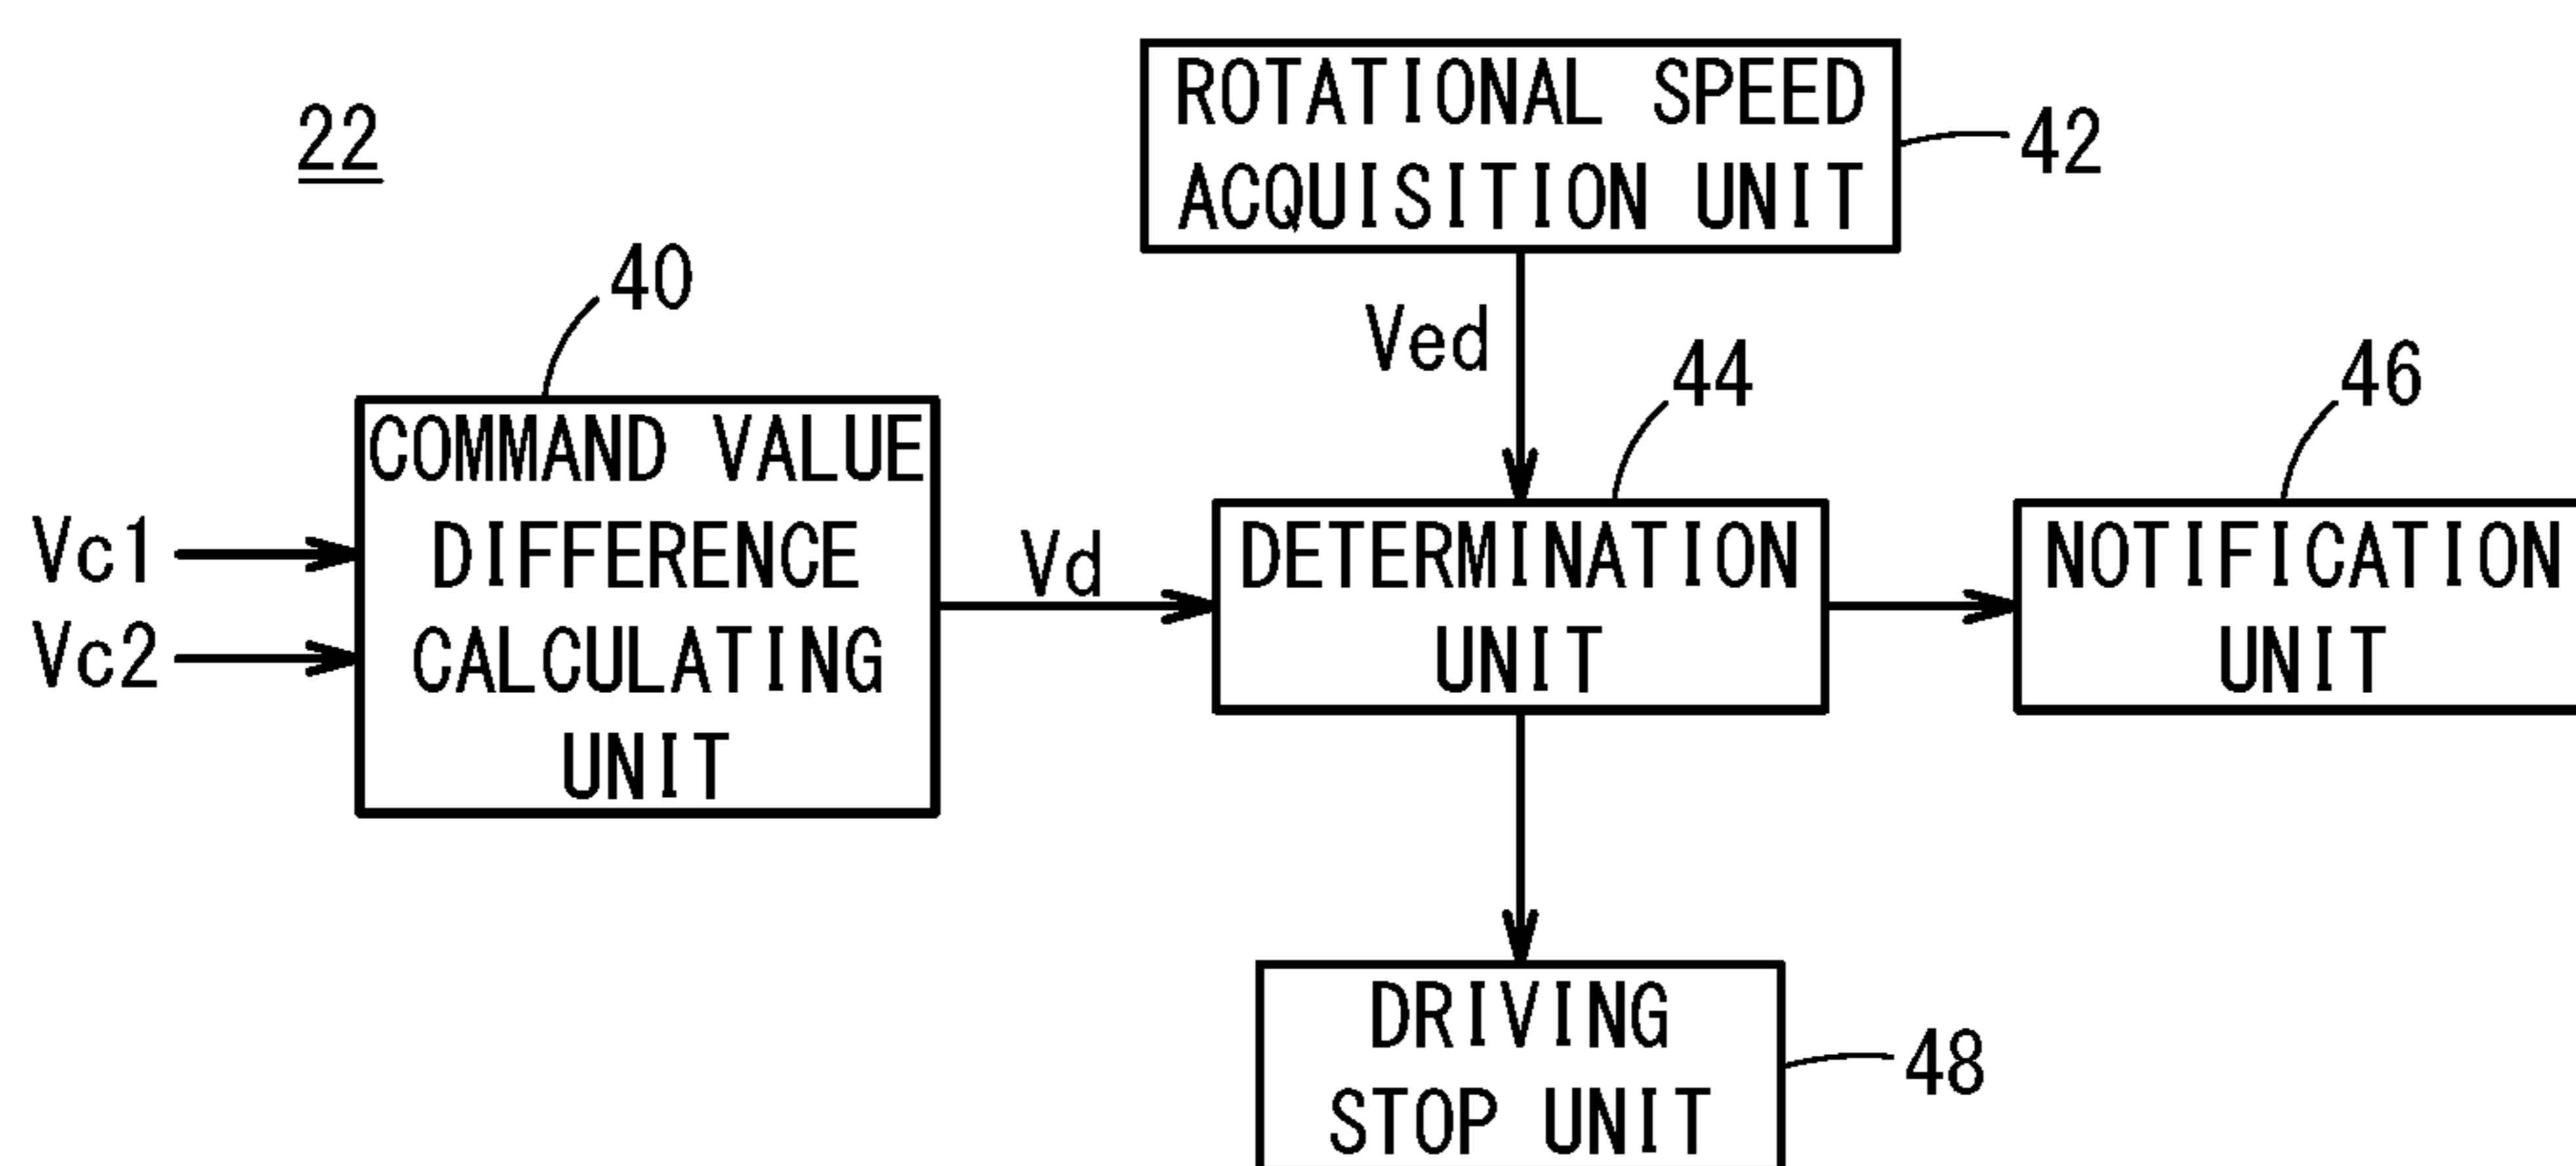 22
ROTATIONAL SPEED
ACQUISITION UNIT
42
40
Ved
44
46
COMMAND VALUE
DIFFERENCE
CALCULATING
UNIT
Vc1
Vc2
Vd
DETERMINATION
UNIT
NOTIFICATION
UNIT
DRIVING
STOP UNIT
48